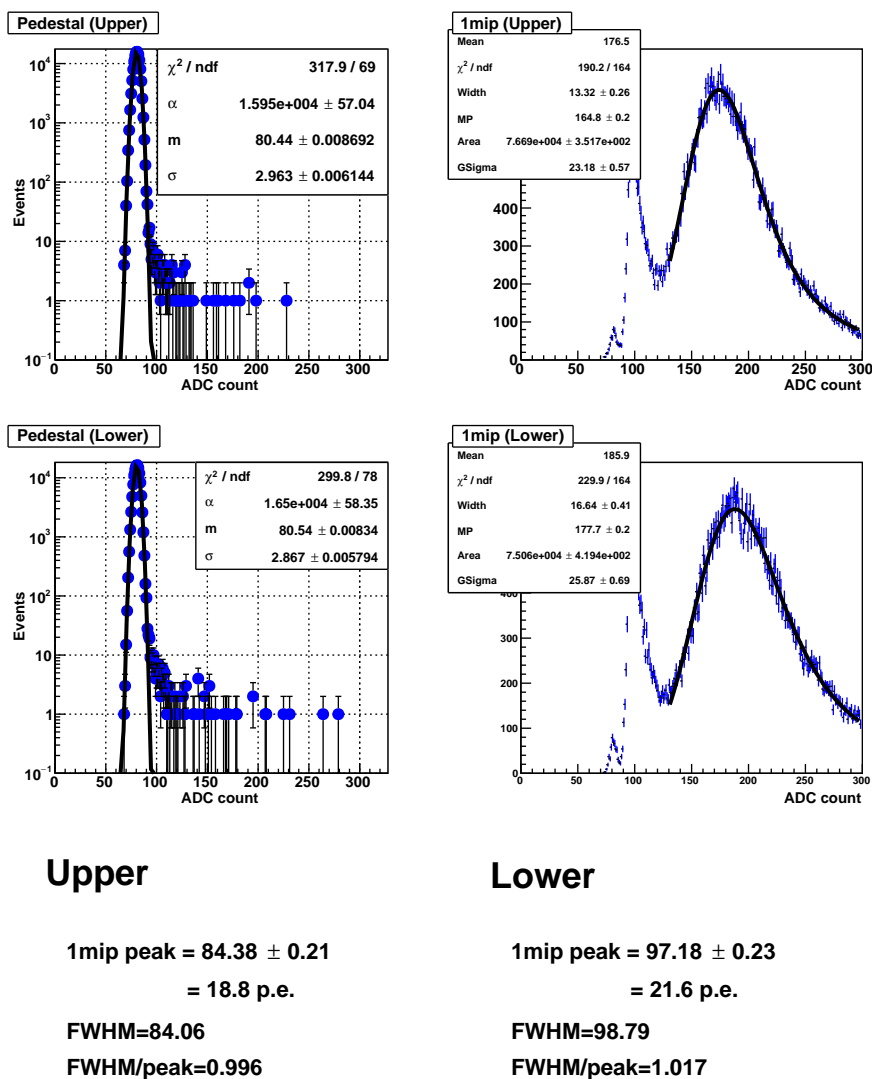 Pedestal (Upper)
χ² / ndf 317.9 / 69
α 1.595e+004 ± 57.04
m 80.44 ± 0.008692
σ 2.963 ± 0.006144
Events
10⁴
10³
10²
10
1
10⁻¹
0 50 100 150 200 250 300
ADC count
1mip (Upper)
Mean 176.5
χ² / ndf 190.2 / 164
Width 13.32 ± 0.26
MP 164.8 ± 0.2
Area 7.669e+004 ± 3.517e+002
GSigma 23.18 ± 0.57
400
300
200
100
0
0 50 100 150 200 250 300
ADC count
Pedestal (Lower)
χ² / ndf 299.8 / 78
α 1.65e+004 ± 58.35
m 80.54 ± 0.00834
σ 2.867 ± 0.005794
Events
10⁴
10³
10²
10
1
10⁻¹
0 50 100 150 200 250 300
ADC count
1mip (Lower)
Mean 185.9
χ² / ndf 229.9 / 164
Width 16.64 ± 0.41
MP 177.7 ± 0.2
Area 7.506e+004 ± 4.194e+002
GSigma 25.87 ± 0.69
400
300
200
100
0
0 50 100 150 200 250 300
ADC count
Upper
1mip peak = 84.38 ± 0.21
= 18.8 p.e.
FWHM=84.06
FWHM/peak=0.996
Lower
1mip peak = 97.18 ± 0.23
= 21.6 p.e.
FWHM=98.79
FWHM/peak=1.017